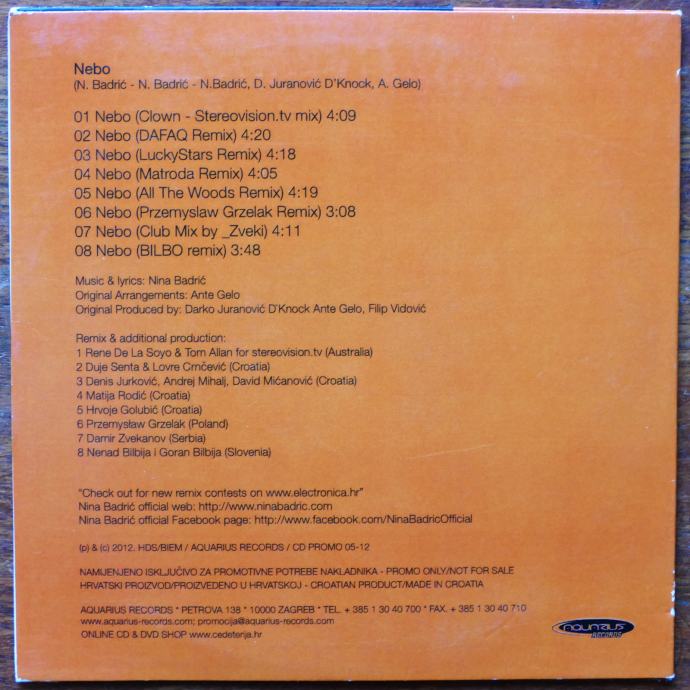 Nebo
(N. Badrić - N. Badrić - N.Badrić, D. Juranović D'Knock, A. Gelo)
01 Nebo (Clown - Stereovision.tv mix) 4:09
02 Nebo (DAFAQ Remix) 4:20
03 Nebo (LuckyStars Remix) 4:18
04 Nebo (Matroda Remix) 4:05
05 Nebo (All The Woods Remix) 4:19
06 Nebo (Przemyslaw Grzelak Remix) 3:08
07 Nebo (Club Mix by _Zveki) 4:11
08 Nebo (BILBO remix) 3:48
Music & lyrics: Nina Badrić
Original Arrangements: Ante Gelo
Original Produced by: Darko Juranović D'Knock Ante Gelo, Filip Vidović
Remix & additional production:
1 Rene De La Soyo & Tom Allan for stereovision.tv (Australia)
2 Duje Senta & Lovre Crnčević (Croatia)
3 Denis Jurković, Andrej Mihalj, David Mićanović (Croatia)
4 Matija Rodić (Croatia)
5 Hrvoje Golubić (Croatia)
6 Przemysław Grzelak (Poland)
7 Damir Zvekanov (Serbia)
8 Nenad Bilbija i Goran Bilbija (Slovenia)
"Check out for new remix contests on www.electronica.hr"
Nina Badrić official web: http://www.ninabadric.com
Nina Badrić official Facebook page: http://www.facebook.com/NinaBadricOfficial
(p) & (c) 2012. HDS/BIEM / AQUARIUS RECORDS / CD PROMO 05-12
NAMIJENJENO ISKLJUČIVO ZA PROMOTIVNE POTREBE NAKLADNIKA - PROMO ONLY/NOT FOR SALE
HRVATSKI PROIZVOD/PROIZVEDENO U HRVATSKOJ - CROATIAN PRODUCT/MADE IN CROATIA
AQUARIUS RECORDS * PETROVA 138 * 10000 ZAGREB * TEL. + 385 1 30 40 700 * FAX. + 385 1 30 40 710
www.aquarius-records.com; promocija@aquarius-records.com
ONLINE CD & DVD SHOP www.cedeterija.hr
AQUARIUS
RECORDS